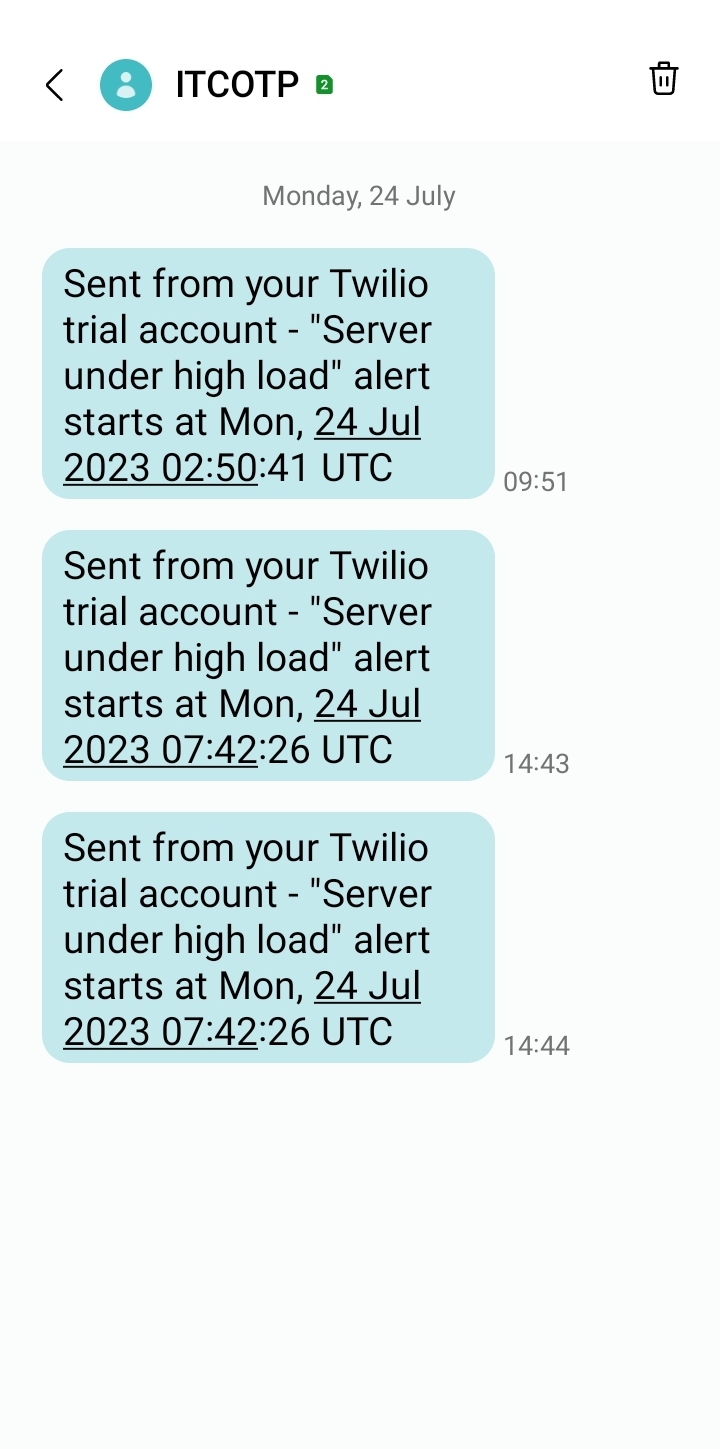 ITCOTP 2
Monday, 24 July
Sent from your Twilio
trial account - "Server
under high load" alert
starts at Mon, 24 Jul
2023 02:50:41 UTC
09:51
Sent from your Twilio
trial account - "Server
under high load" alert
starts at Mon, 24 Jul
2023 07:42:26 UTC
14:43
Sent from your Twilio
trial account - "Server
under high load" alert
starts at Mon, 24 Jul
2023 07:42:26 UTC
14:44